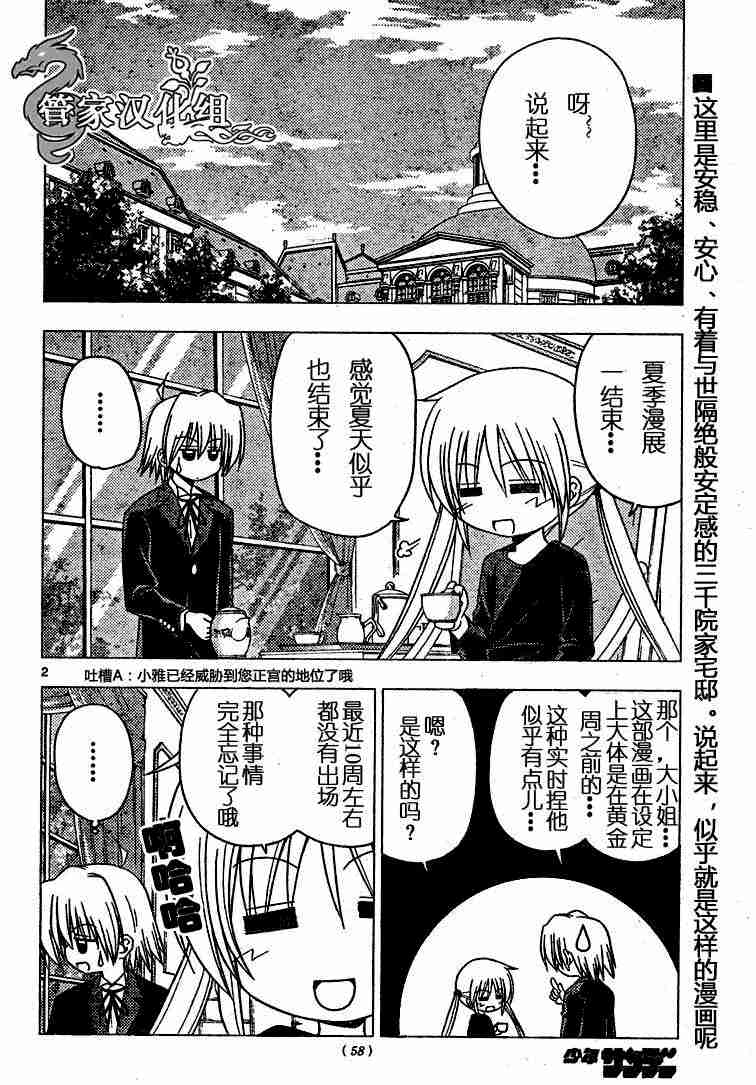 管家汉化组
■这里是安稳、安心、有着与世隔绝般安定感的三千院家宅邸。说起来，似乎就是这样的漫画呢
呀~
说起来…
夏季漫展
一结束…
感觉夏天似乎
也结束了…
…
2
吐槽A：小雅已经威胁到您正宫的地位了哦
那个，大小姐…
这部漫画在设定
上大体是在黄金
周之前的…
这种实时捏他
似乎有点儿…
嗯？
是这样的吗？
最近10周左右
都没有出场
那种事情
完全忘记了哦
啊哈哈
…
(58)
少年サンデー